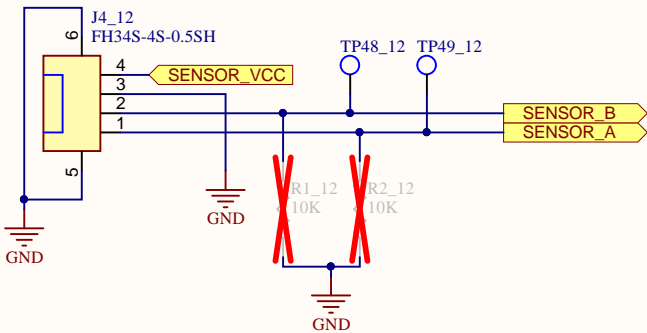 J4_12
FH34S-4S-0.5SH
6
4
3
2
1
5
SENSOR_VCC
TP48_12
TP49_12
SENSOR_B
SENSOR_A
R1_12
10K
R2_12
10K
GND
GND
GND